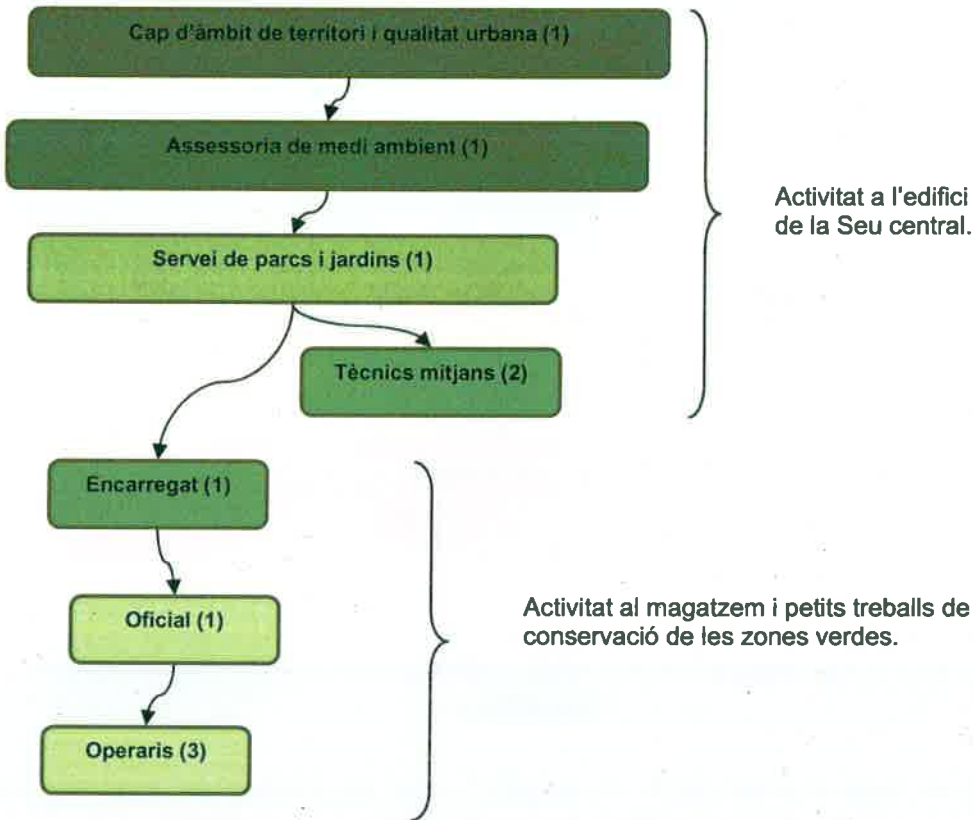 Cap d'àmbit de territori i qualitat urbana (1)
Assessoria de medi ambient (1)
Activitat a l'edifici
de la Seu central.
Servei de parcs i jardins (1)
Tècnics mitjans (2)
Encarregat (1)
Oficial (1)
Activitat al magatzem i petits treballs de
conservació de les zones verdes.
Operaris (3)